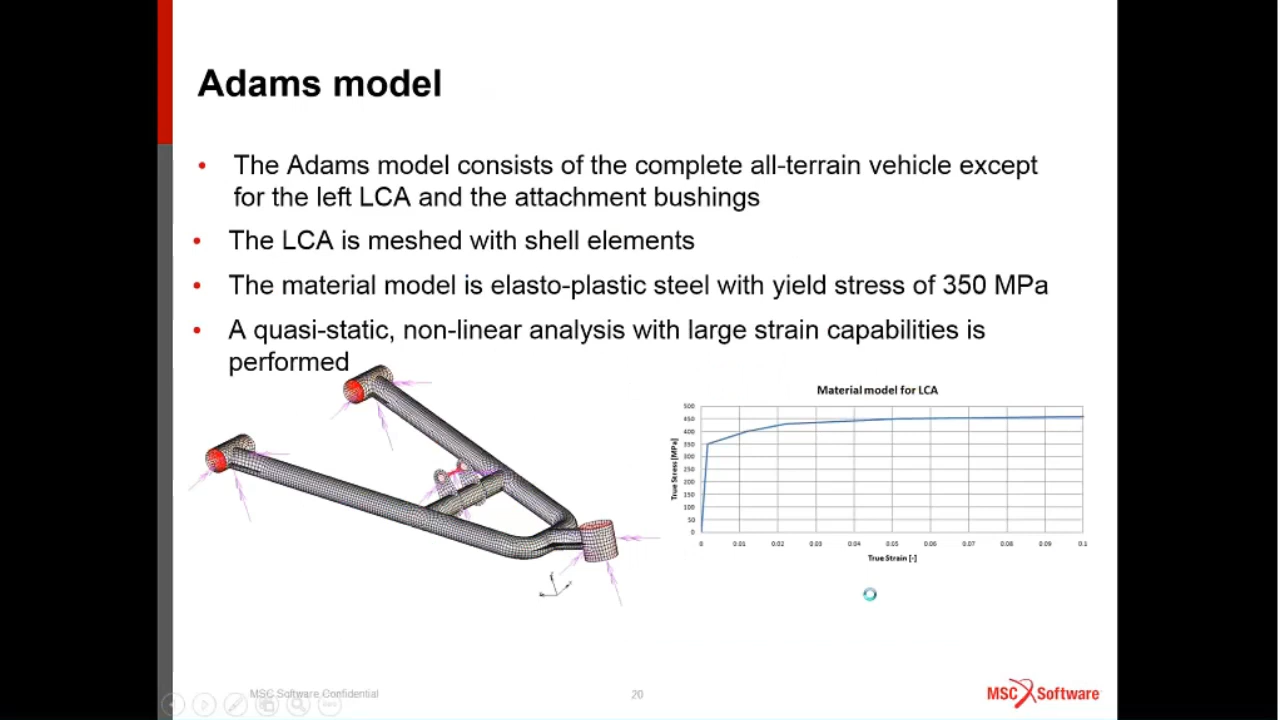 Adams model
• The Adams model consists of the complete all-terrain vehicle except
for the left LCA and the attachment bushings
• The LCA is meshed with shell elements
• The material model is elasto-plastic steel with yield stress of 350 MPa
• A quasi-static, non-linear analysis with large strain capabilities is
performed
Material model for LCA
500
450
400
350
300
250
200
150
100
50
0
True Stress [MPa]
0 0.01 0.02 0.03 0.04 0.05 0.06 0.07 0.08 0.09 0.1
True Strain [-]
MSC Software Confidential
20
MSC Software